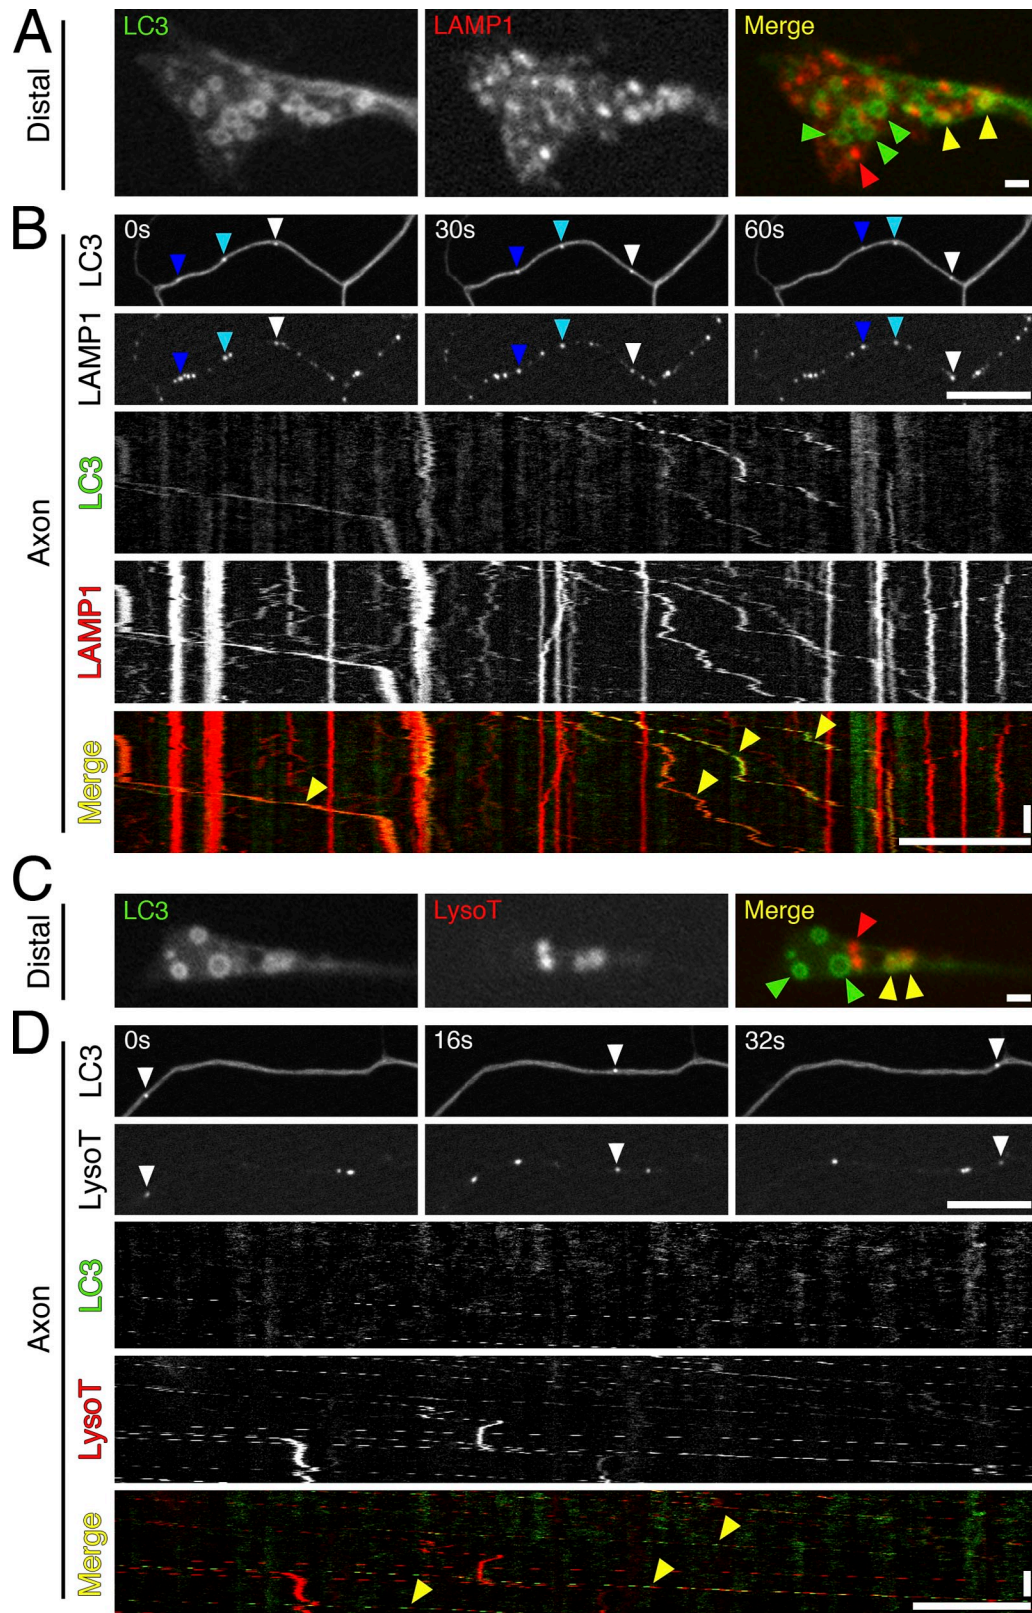 A
Distal
LC3
LAMP1
Merge
B
Axon
LC3
0s
30s
60s
LAMP1
LC3
LAMP1
Merge
C
Distal
LC3
LysoT
Merge
D
Axon
LC3
0s
16s
32s
LysoT
LC3
LysoT
Merge